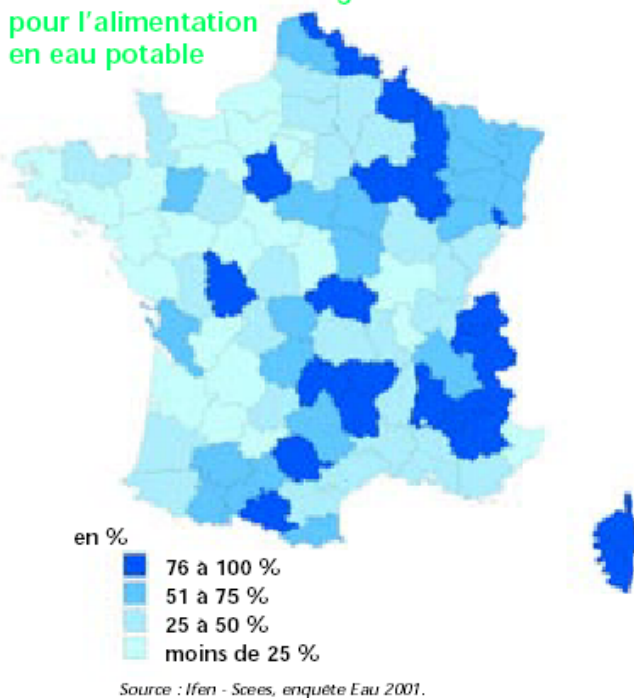 pour l'alimentation
en eau potable
en %
76 à 100 %
51 à 75 %
25 à 50 %
moins de 25 %
Source : Ifen - Scees, enquête Eau 2001.